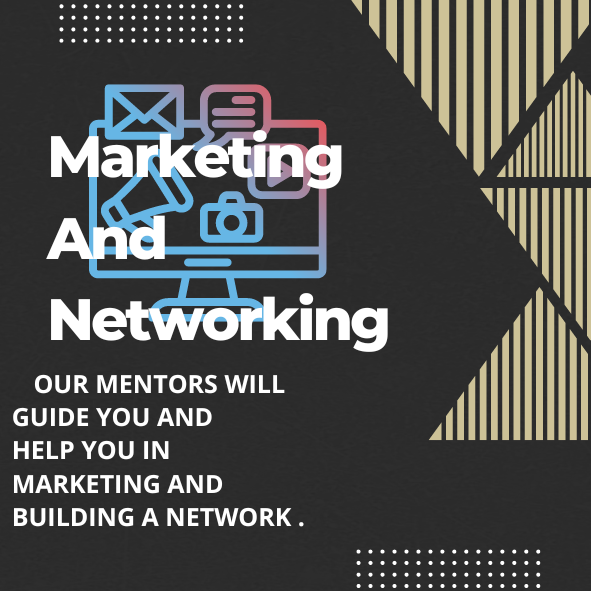 Marketing
And
Networking
OUR MENTORS WILL
GUIDE YOU AND
HELP YOU IN
MARKETING AND
BUILDING A NETWORK .